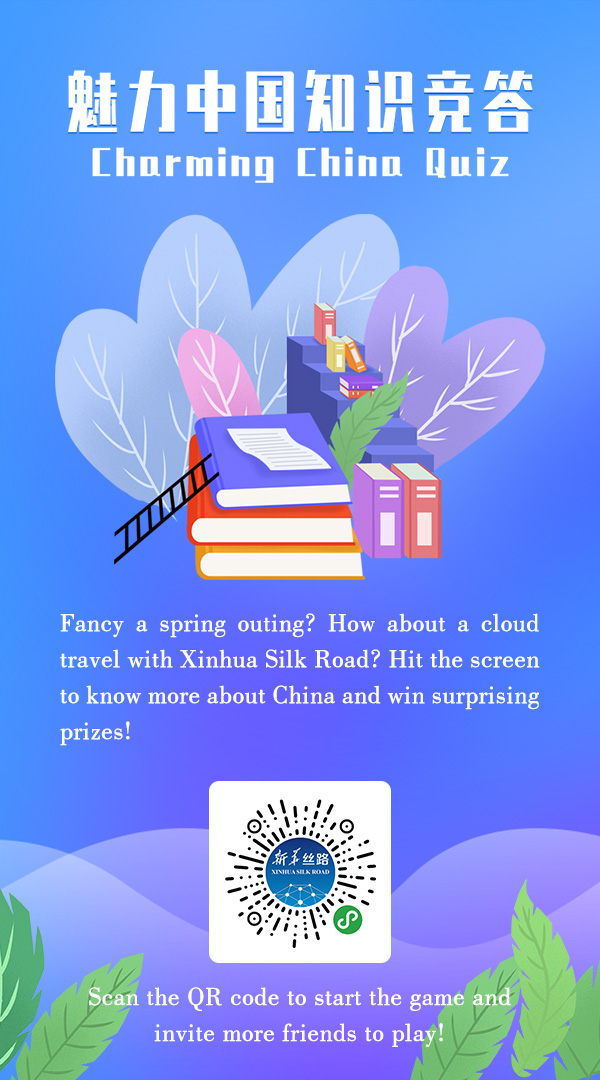 魅力中国知识竞答
Charming China Quiz
Fancy a spring outing? How about a cloud
travel with Xinhua Silk Road? Hit the screen
to know more about China and win surprising
prizes!
新华丝路
XINHUA SILK ROAD
Scan the QR code to start the game and
invite more friends to play!